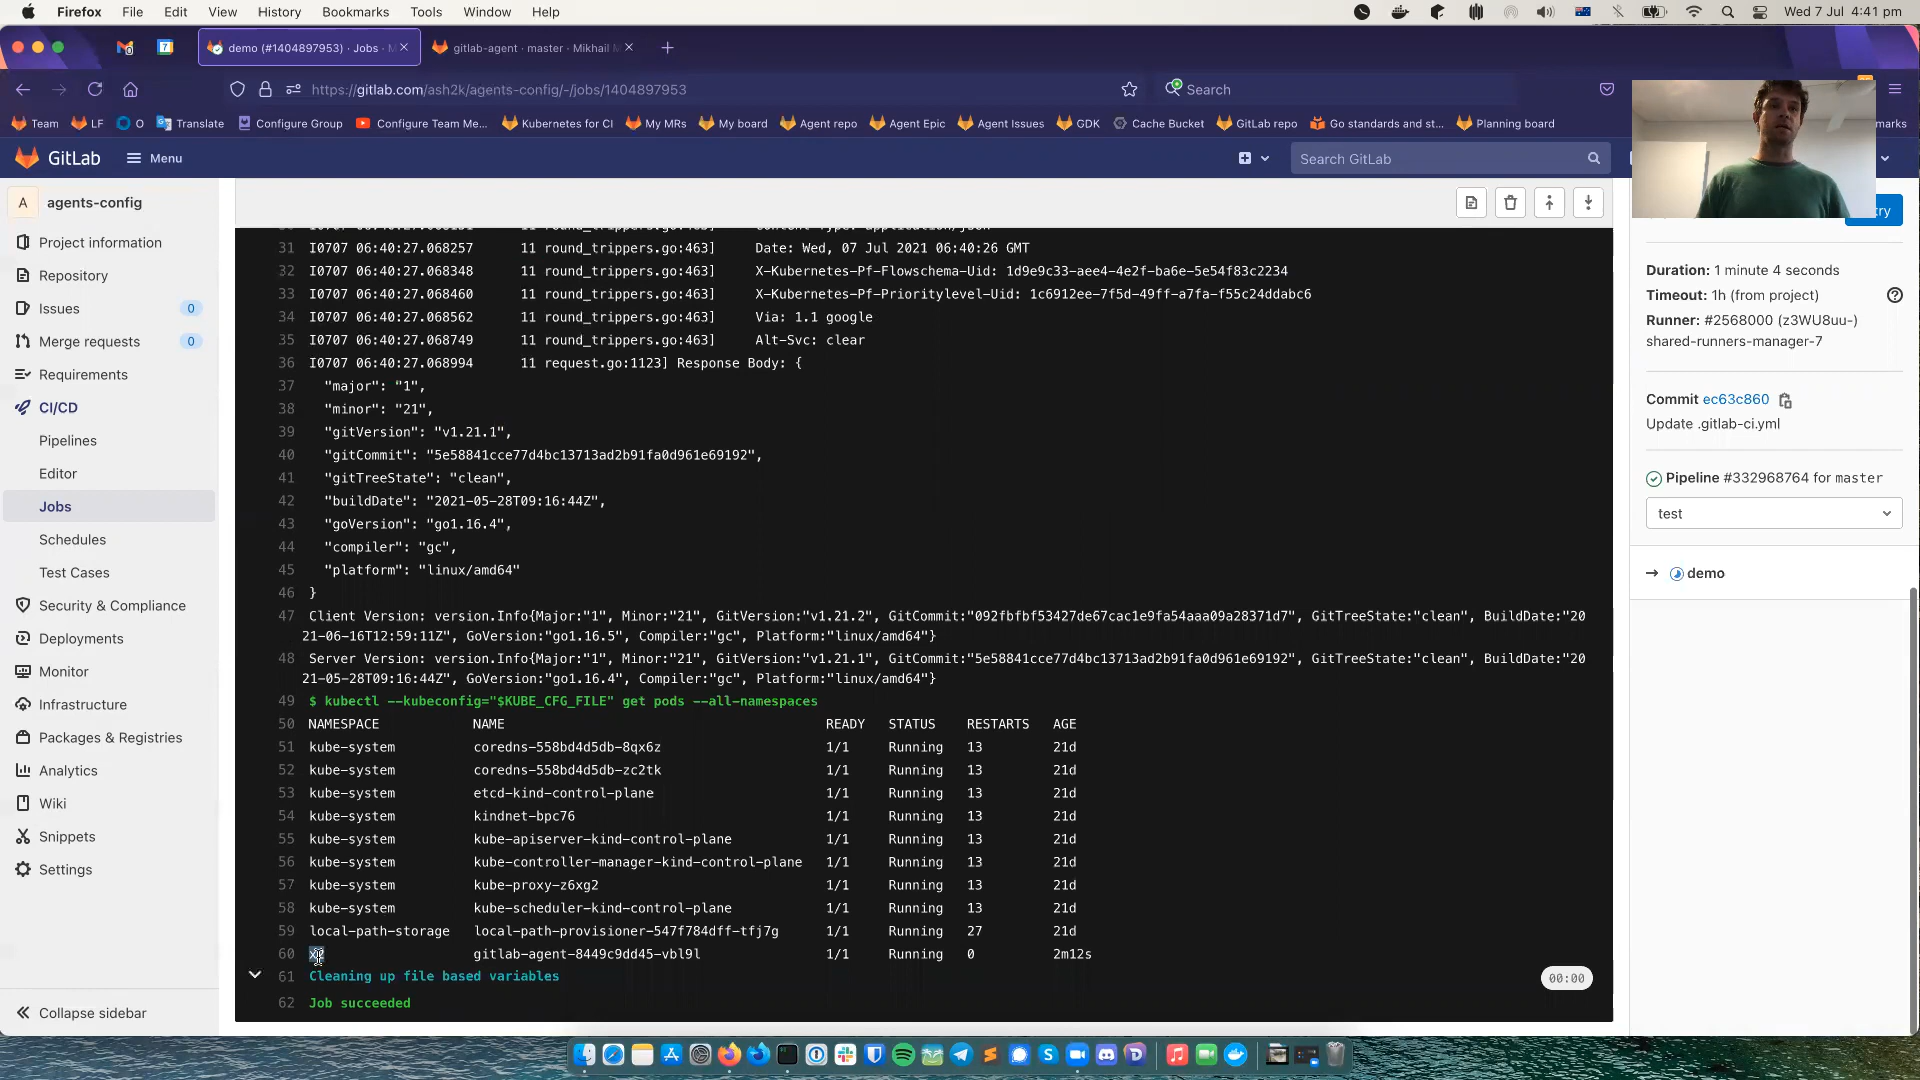 Firefox File Edit View History Bookmarks Tools Window Help Wed 7 Jul 4:41 pm
demo (#1404897953) · Jobs · M
gitlab-agent · master · Mikhail M
https://gitlab.com/ash2k/agents-config/-/jobs/1404897953
Search
Team LF O Translate Configure Group Configure Team Me... Kubernetes for CI My MRs My board Agent repo Agent Epic Agent Issues GDK Cache Bucket GitLab repo Go standards and st... Planning board
GitLab Menu Search GitLab
A agents-config
Project information
Repository
Issues 0
Merge requests 0
Requirements
CI/CD
Pipelines
Editor
Jobs
Schedules
Test Cases
Security & Compliance
Deployments
Monitor
Infrastructure
Packages & Registries
Analytics
Wiki
Snippets
Settings
Collapse sidebar
31 I0707 06:40:27.068257 11 round_trippers.go:463] Date: Wed, 07 Jul 2021 06:40:26 GMT
32 I0707 06:40:27.068348 11 round_trippers.go:463] X-Kubernetes-Pf-Flowschema-Uid: 1d9e9c33-aee4-4e2f-ba6e-5e54f83c2234
33 I0707 06:40:27.068460 11 round_trippers.go:463] X-Kubernetes-Pf-Prioritylevel-Uid: 1c6912ee-7f5d-49ff-a7fa-f55c24ddabc6
34 I0707 06:40:27.068562 11 round_trippers.go:463] Via: 1.1 google
35 I0707 06:40:27.068749 11 round_trippers.go:463] Alt-Svc: clear
36 I0707 06:40:27.068994 11 request.go:1123] Response Body: {
37 "major": "1",
38 "minor": "21",
39 "gitVersion": "v1.21.1",
40 "gitCommit": "5e58841cce77d4bc13713ad2b91fa0d961e69192",
41 "gitTreeState": "clean",
42 "buildDate": "2021-05-28T09:16:44Z",
43 "goVersion": "go1.16.4",
44 "compiler": "gc",
45 "platform": "linux/amd64"
46 }
47 Client Version: version.Info{Major:"1", Minor:"21", GitVersion:"v1.21.2", GitCommit:"092fbfbf53427de67cac1e9fa54aaa09a28371d7", GitTreeState:"clean", BuildDate:"20
21-06-16T12:59:11Z", GoVersion:"go1.16.5", Compiler:"gc", Platform:"linux/amd64"}
48 Server Version: version.Info{Major:"1", Minor:"21", GitVersion:"v1.21.1", GitCommit:"5e58841cce77d4bc13713ad2b91fa0d961e69192", GitTreeState:"clean", BuildDate:"20
21-05-28T09:16:44Z", GoVersion:"go1.16.4", Compiler:"gc", Platform:"linux/amd64"}
49 $ kubectl --kubeconfig="$KUBE_CFG_FILE" get pods --all-namespaces
50 NAMESPACE NAME READY STATUS RESTARTS AGE
51 kube-system coredns-558bd4d5db-8qx6z 1/1 Running 13 21d
52 kube-system coredns-558bd4d5db-zc2tk 1/1 Running 13 21d
53 kube-system etcd-kind-control-plane 1/1 Running 13 21d
54 kube-system kindnet-bpc76 1/1 Running 13 21d
55 kube-system kube-apiserver-kind-control-plane 1/1 Running 13 21d
56 kube-system kube-controller-manager-kind-control-plane 1/1 Running 13 21d
57 kube-system kube-proxy-z6xg2 1/1 Running 13 21d
58 kube-system kube-scheduler-kind-control-plane 1/1 Running 13 21d
59 local-path-storage local-path-provisioner-547f784dff-tfj7g 1/1 Running 27 21d
60 gitlab-agent-8449c9dd45-vbl9l 1/1 Running 0 2m12s
61 Cleaning up file based variables 00:00
62 Job succeeded
Duration: 1 minute 4 seconds
Timeout: 1h (from project)
Runner: #2568000 (z3WU8uu-)
shared-runners-manager-7
Commit ec63c860
Update .gitlab-ci.yml
Pipeline #332968764 for master
test
demo